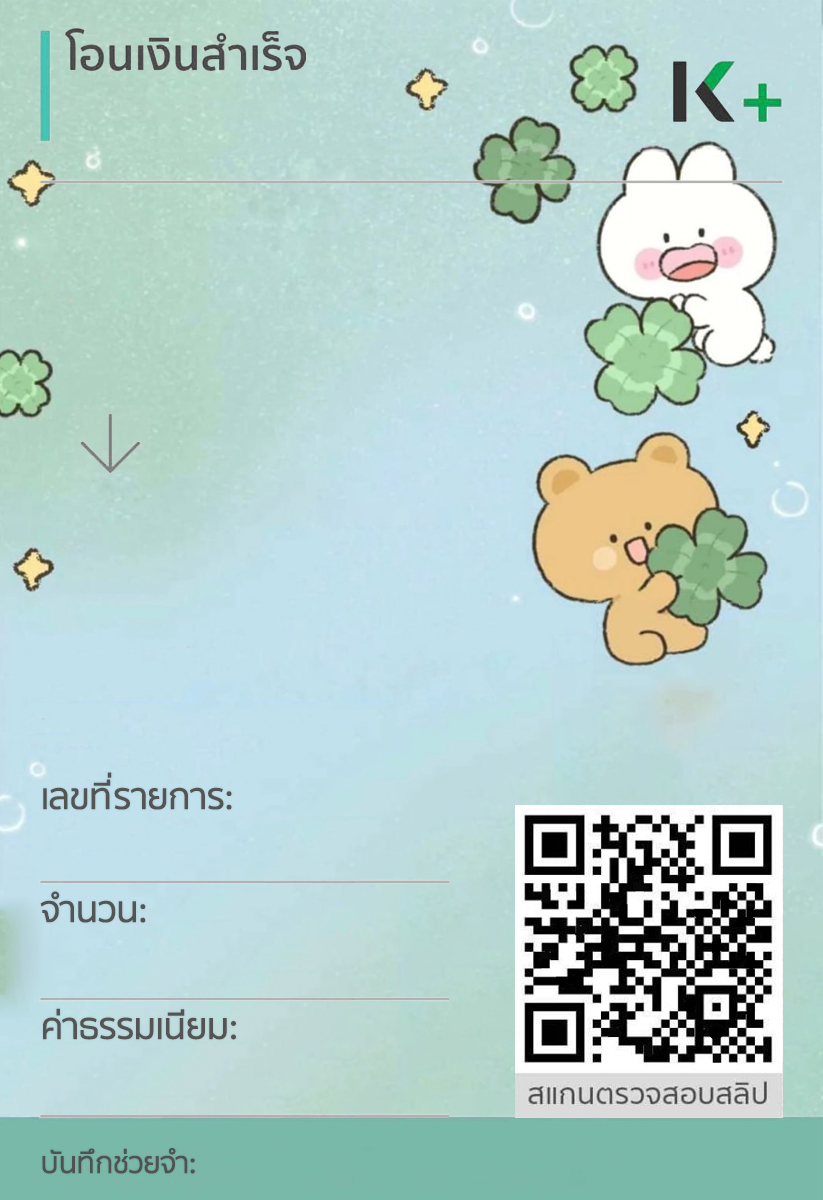 โอนเงินสำเร็จ
K+
เลขที่รายการ:
จำนวน:
ค่าธรรมเนียม:
สแกนตรวจสอบสลิป
บันทึกช่วยจำ: